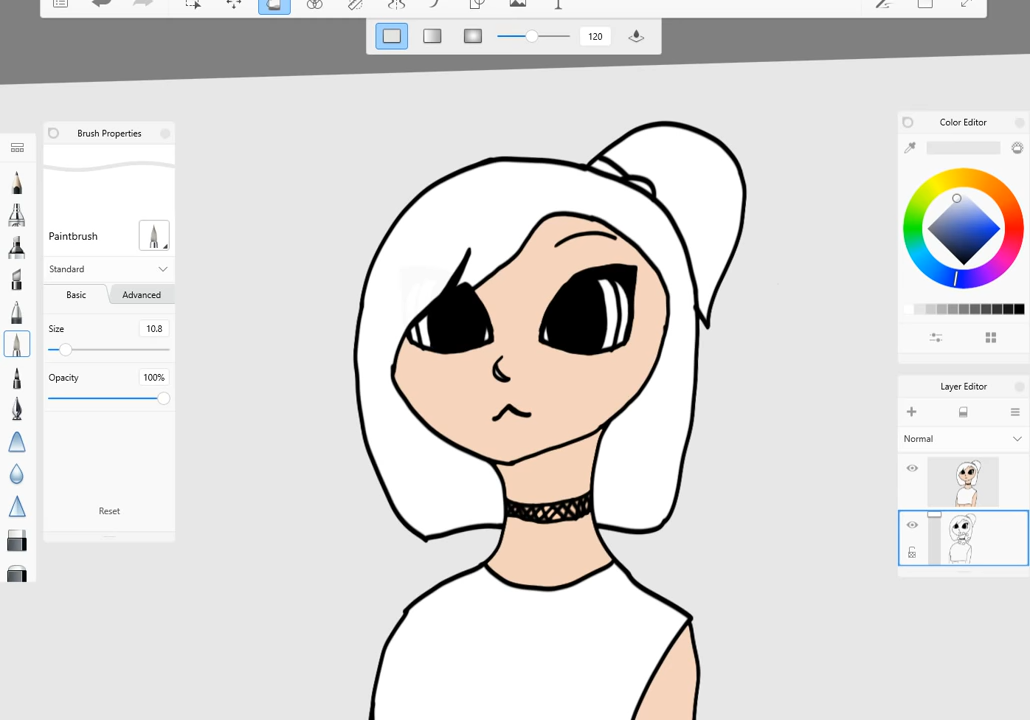 120
Brush Properties
Paintbrush
Standard
Basic
Advanced
Size
10.8
Opacity
100%
Reset
Color Editor
Layer Editor
Normal